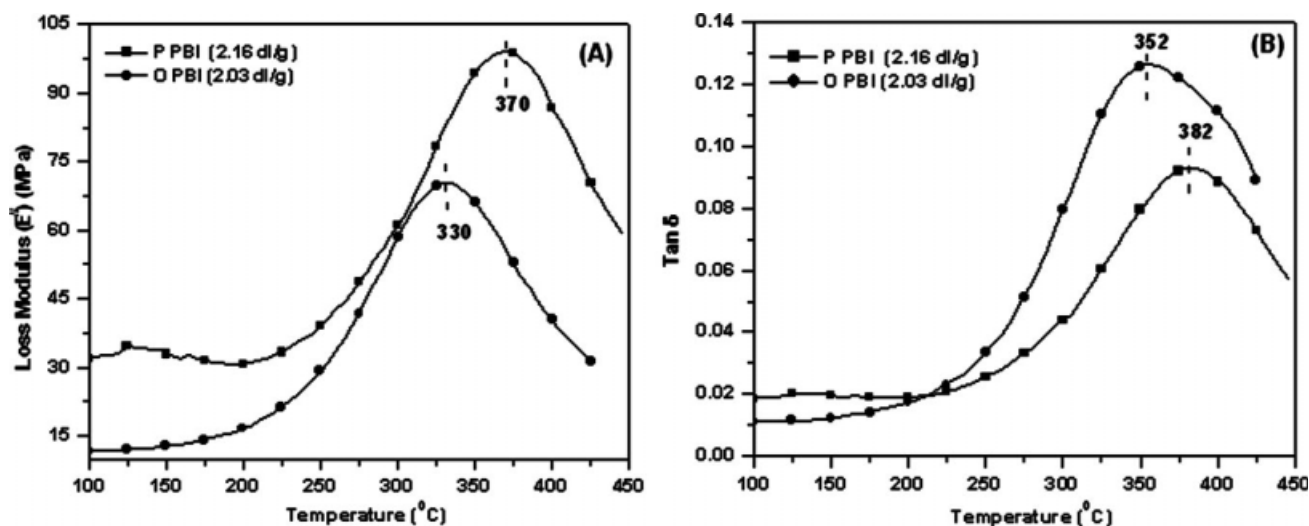 (A)
P PBI (2.16 dl/g)
O PBI (2.03 dl/g)
370
330
Loss Modulus (E") (MPa)
105
90
75
60
45
30
15
100 150 200 250 300 350 400 450
Temperature (⁰C)
(B)
P PBI (2.16 dl/g)
O PBI (2.03 dl/g)
352
382
Tan δ
0.14
0.12
0.10
0.08
0.06
0.04
0.02
0.00
100 150 200 250 300 350 400 450
Temperature (⁰C)